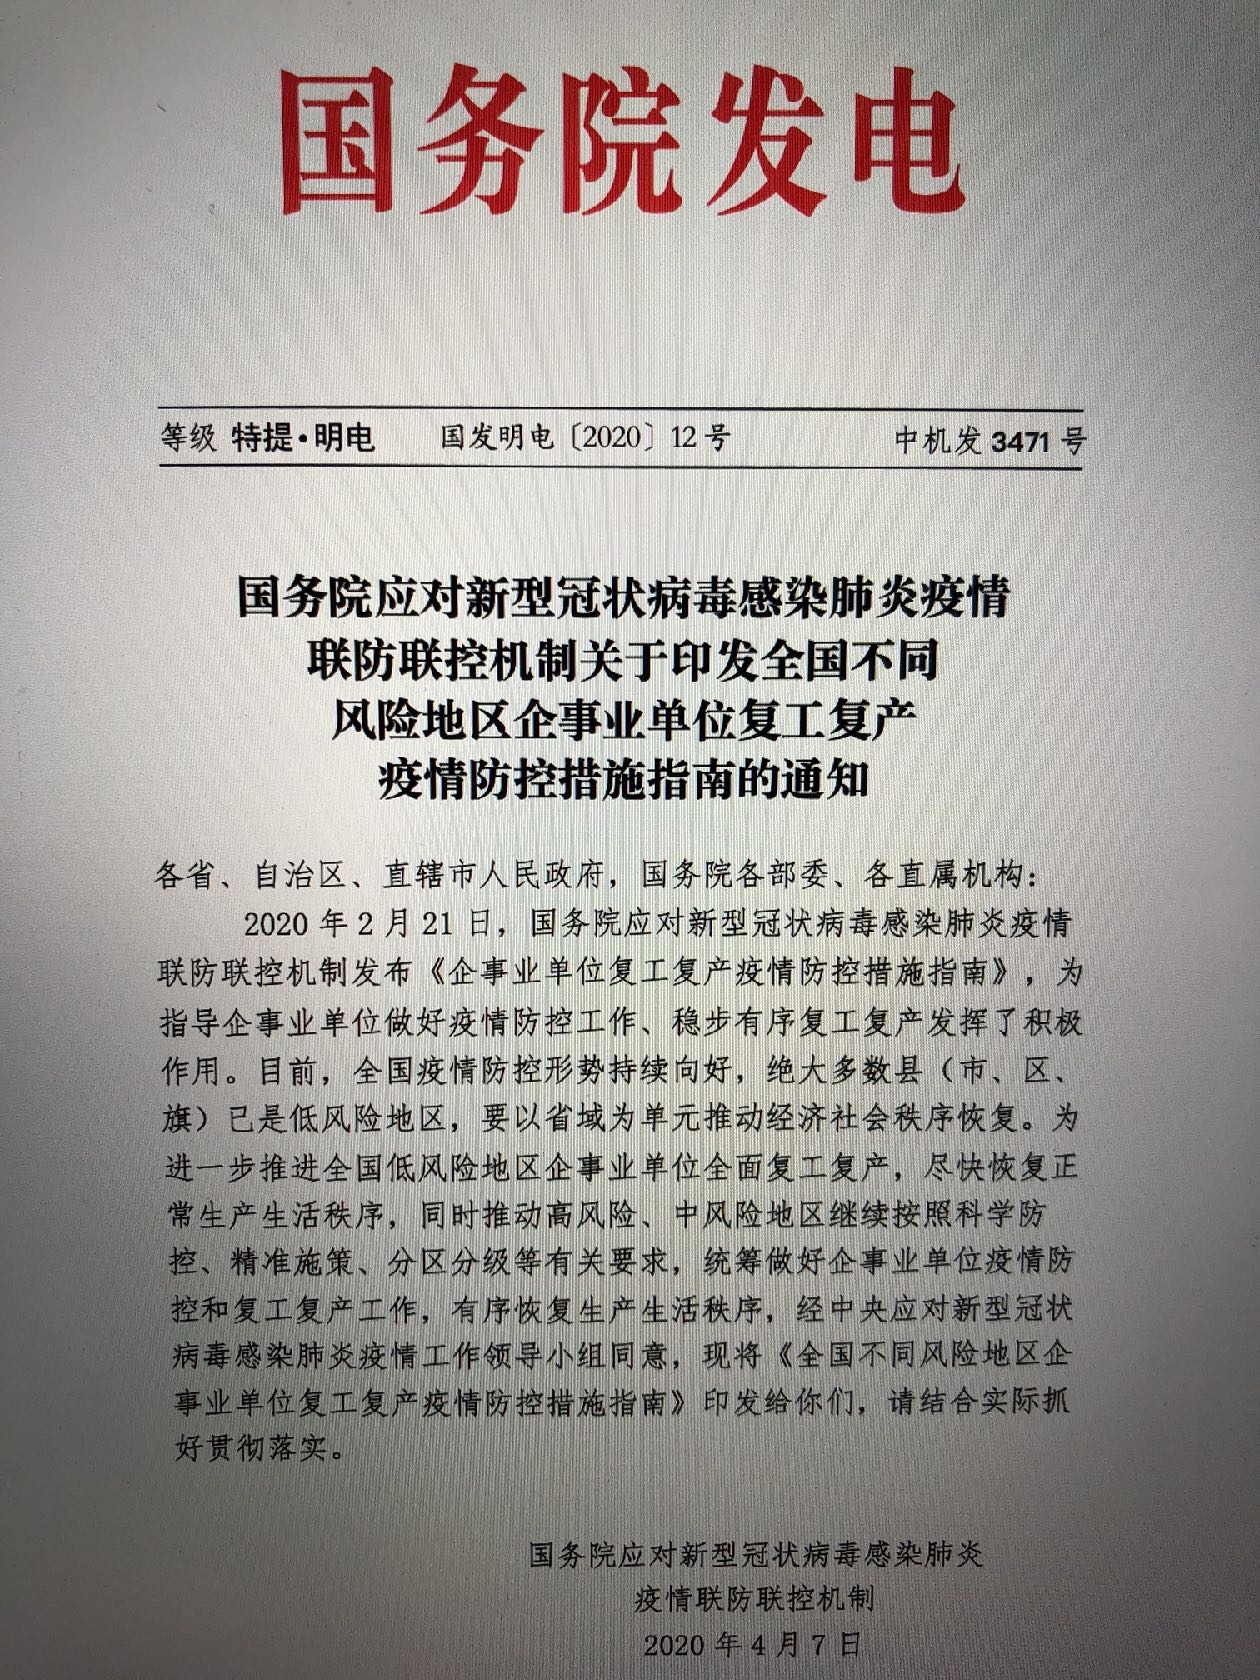 国务院发电
等级 特提·明电 国发明电〔2020〕12号 中机发 3471 号
国务院应对新型冠状病毒感染肺炎疫情
联防联控机制关于印发全国不同
风险地区企事业单位复工复产
疫情防控措施指南的通知
各省、自治区、直辖市人民政府，国务院各部委、各直属机构：
2020 年 2 月 21 日，国务院应对新型冠状病毒感染肺炎疫情
联防联控机制发布《企事业单位复工复产疫情防控措施指南》，为
指导企事业单位做好疫情防控工作、稳步有序复工复产发挥了积极
作用。目前，全国疫情防控形势持续向好，绝大多数县（市、区、
旗）已是低风险地区，要以省域为单元推动经济社会秩序恢复。为
进一步推进全国低风险地区企事业单位全面复工复产，尽快恢复正
常生产生活秩序，同时推动高风险、中风险地区继续按照科学防
控、精准施策、分区分级等有关要求，统筹做好企事业单位疫情防
控和复工复产工作，有序恢复生产生活秩序，经中央应对新型冠状
病毒感染肺炎疫情工作领导小组同意，现将《全国不同风险地区企
事业单位复工复产疫情防控措施指南》印发给你们，请结合实际抓
好贯彻落实。
国务院应对新型冠状病毒感染肺炎
疫情联防联控机制
2020 年 4 月 7 日